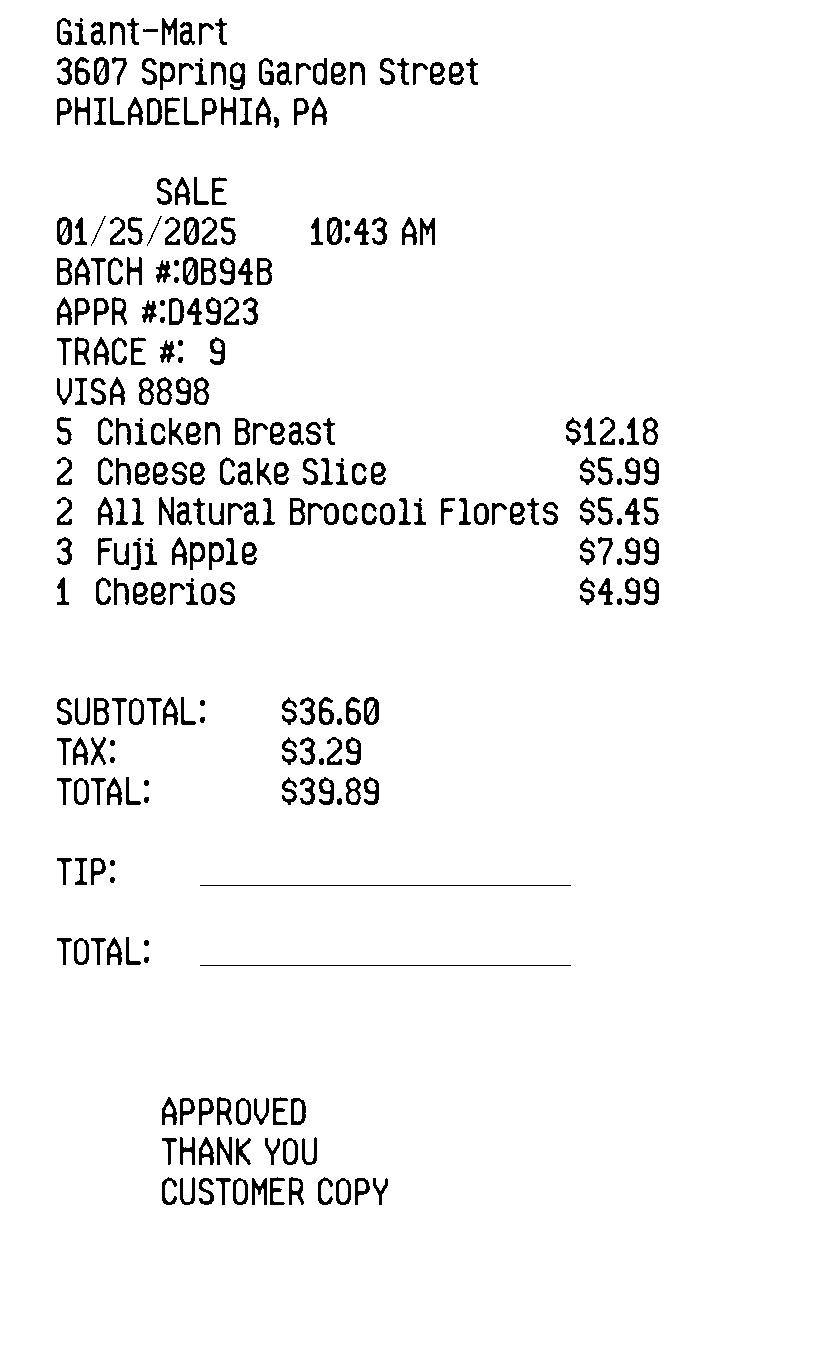 Giant-Mart
3607 Spring Garden Street
PHILADELPHIA, PA
SALE
01/25/2025 10:43 AM
BATCH #:0B94B
APPR #:D4923
TRACE #: 9
VISA 8898
5 Chicken Breast $12.18
2 Cheese Cake Slice $5.99
2 All Natural Broccoli Florets $5.45
3 Fuji Apple $7.99
1 Cheerios $4.99
SUBTOTAL: $36.60
TAX: $3.29
TOTAL: $39.89
TIP:
TOTAL:
APPROVED
THANK YOU
CUSTOMER COPY